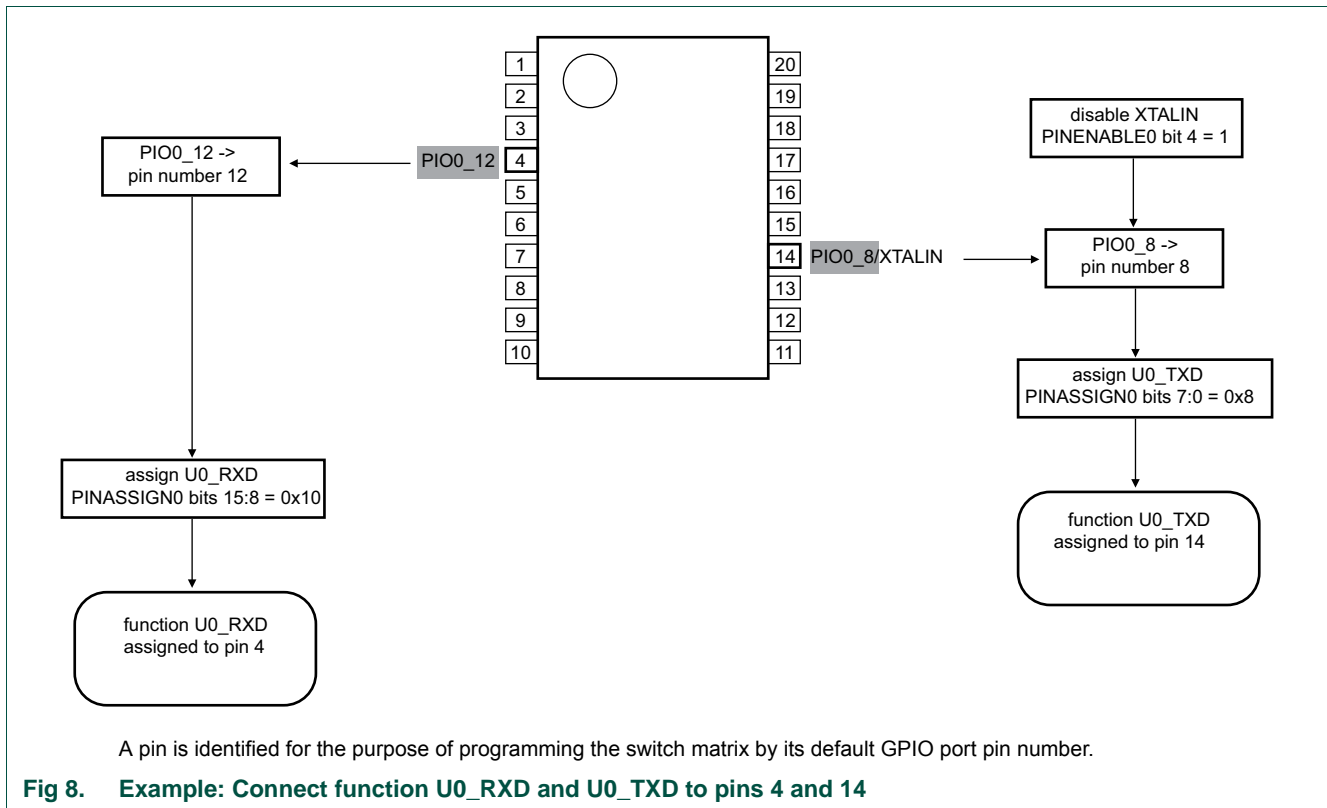 1
2
3
4
5
6
7
8
9
10
20
19
18
17
16
15
14
13
12
11
PIO0_12
PIO0_12 ->
pin number 12
assign U0_RXD
PINASSIGN0 bits 15:8 = 0x10
function U0_RXD
assigned to pin 4
PIO0_8/XTALIN
disable XTALIN
PINENABLE0 bit 4 = 1
PIO0_8 ->
pin number 8
assign U0_TXD
PINASSIGN0 bits 7:0 = 0x8
function U0_TXD
assigned to pin 14
A pin is identified for the purpose of programming the switch matrix by its default GPIO port pin number.
Fig 8. Example: Connect function U0_RXD and U0_TXD to pins 4 and 14